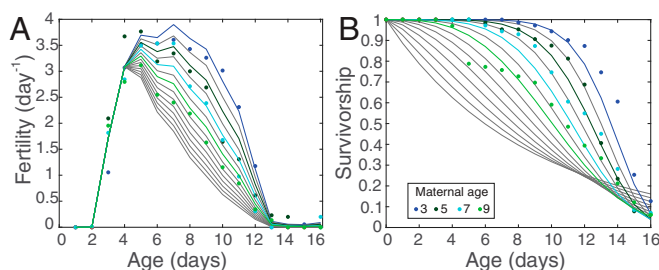 A
Fertility (day⁻¹)
4
3.5
3
2.5
2
1.5
1
0.5
0
0 2 4 6 8 10 12 14 16
Age (days)
B
Survivorship
1
0.9
0.8
0.7
0.6
0.5
0.4
0.3
0.2
0.1
0
0 2 4 6 8 10 12 14 16
Age (days)
Maternal age
3 5 7 9